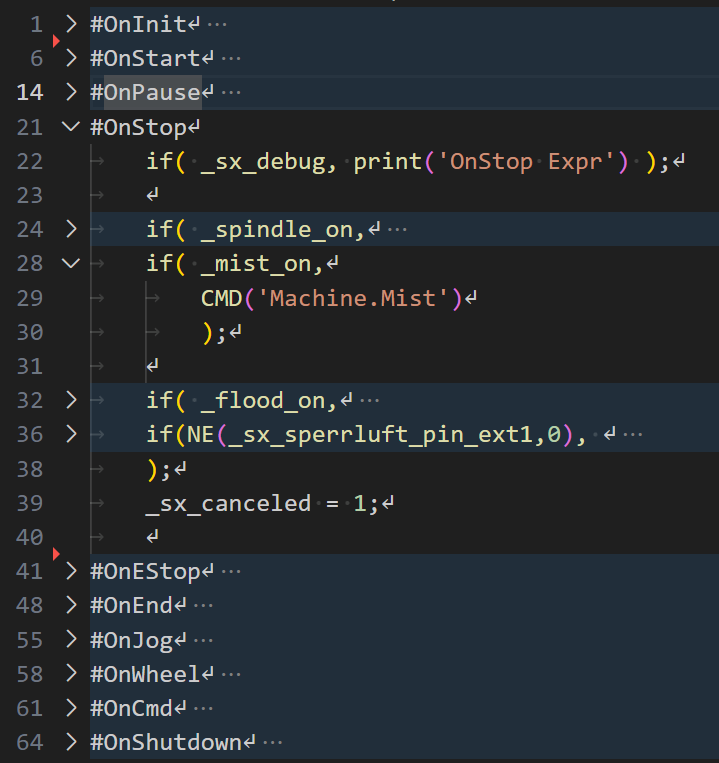 1 > #OnInit↲ ···
6 > #OnStart↲ ···
14 > #OnPause↲ ···
21 #OnStop↲
22 → if( · _sx_debug, · print('OnStop · Expr') · );↲
23 → ↲
24 > → if( · _spindle_on,↲ ···
28 → if( · _mist_on,↲
29 → → CMD('Machine.Mist')↲
30 → → );↲
31 → ↲
32 > → if( · _flood_on,↲ ···
36 > → if(NE(_sx_sperrluft_pin_ext1,0), · ↲ ···
38 → );↲
39 → _sx_canceled · = · 1;↲
40 → ↲
41 > #OnEStop↲ ···
48 > #OnEnd↲ ···
55 > #OnJog↲ ···
58 > #OnWheel↲ ···
61 > #OnCmd↲ ···
64 > #OnShutdown↲ ···